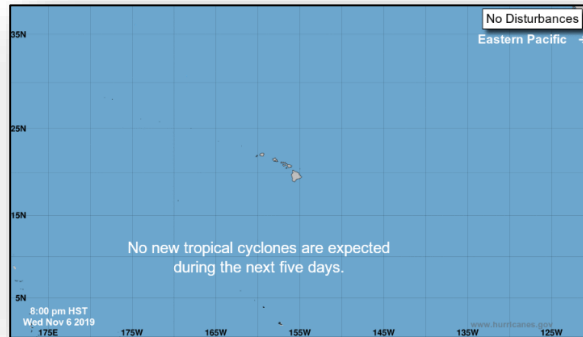 No Disturbances
35N
Eastern Pacific →
25N
15N
No new tropical cyclones are expected
during the next five days.
5N
8:00 pm HST
Wed Nov 6 2019
www.hurricanes.gov
175E 175W 165W 155W 145W 135W 125W